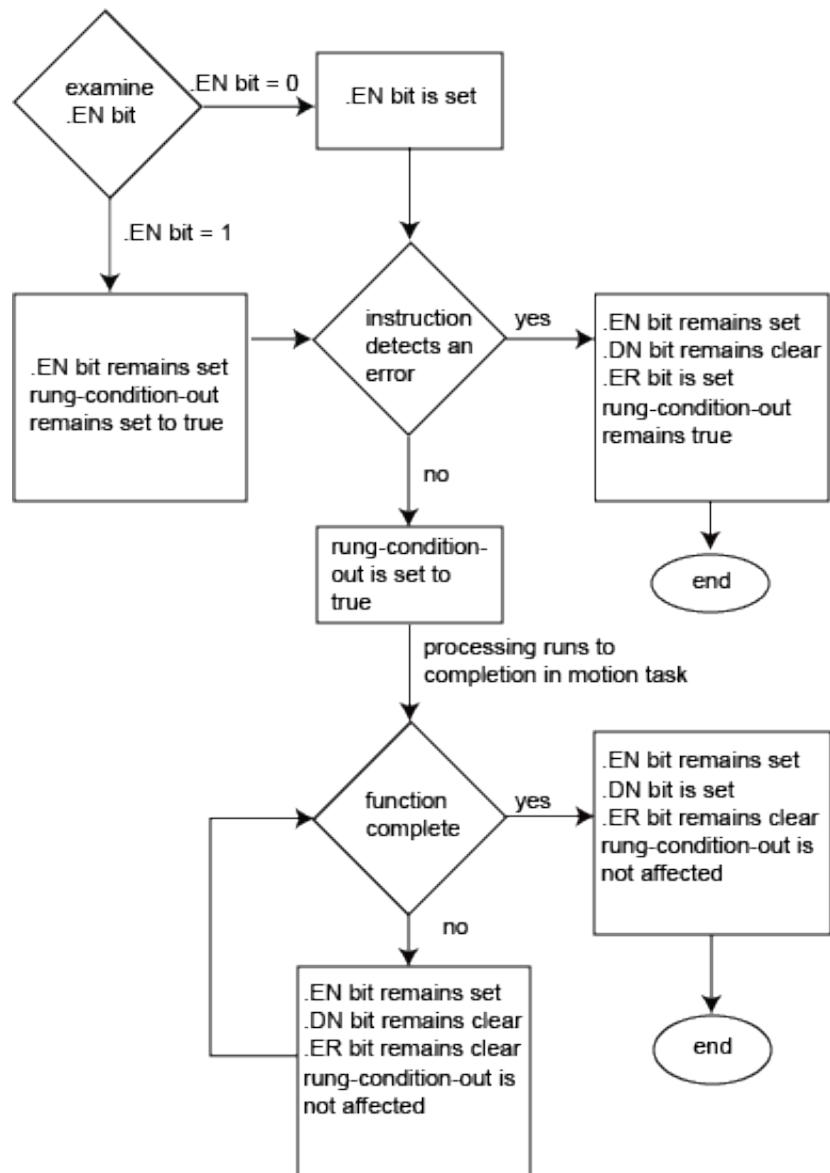 examine
.EN bit
.EN bit = 0
.EN bit is set
.EN bit = 1
.EN bit remains set
rung-condition-out
remains set to true
instruction
detects an
error
yes
.EN bit remains set
.DN bit remains clear
.ER bit is set
rung-condition-out
remains true
no
end
rung-condition-
out is set to
true
processing runs to
completion in motion task
function
complete
yes
.EN bit remains set
.DN bit is set
.ER bit remains clear
rung-condition-out is
not affected
no
.EN bit remains set
.DN bit remains clear
.ER bit remains clear
rung-condition-out is
not affected
end